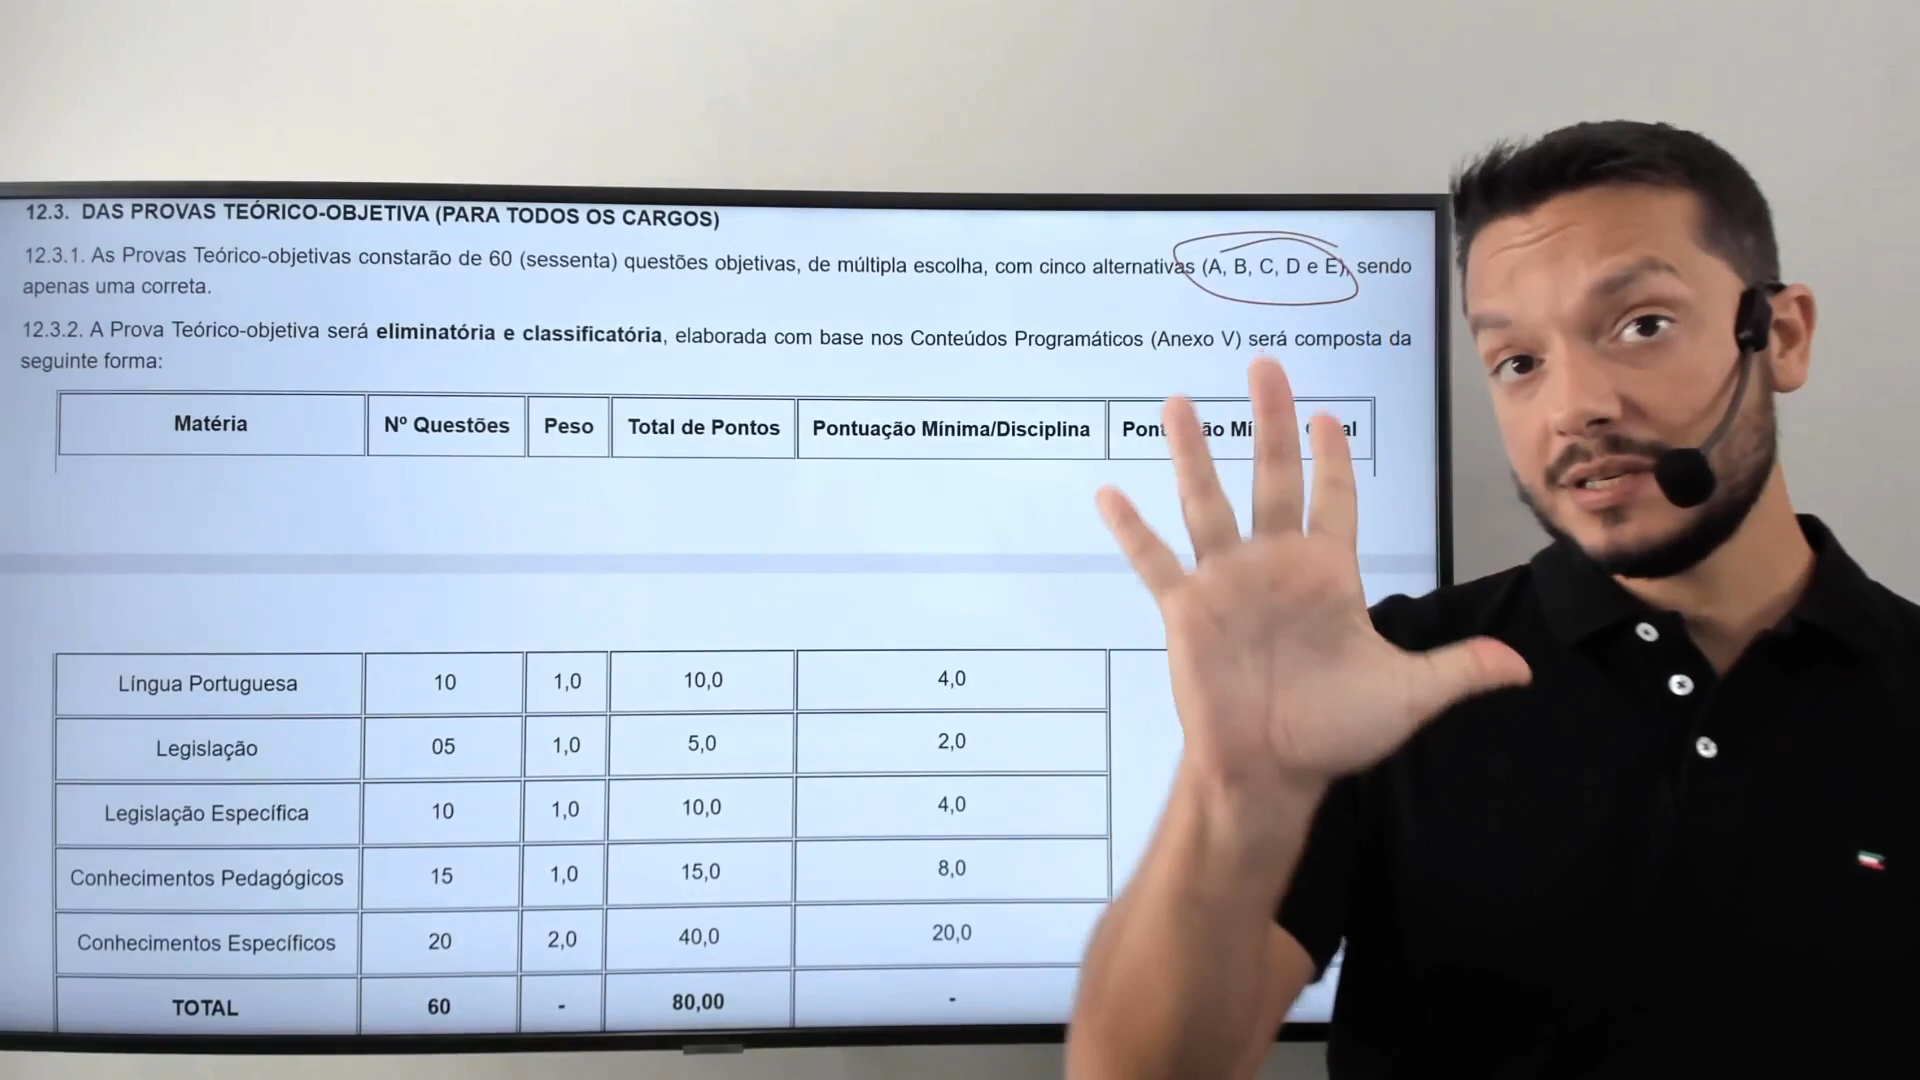 12.3. DAS PROVAS TEÓRICO-OBJETIVA (PARA TODOS OS CARGOS)
12.3.1. As Provas Teórico-objetivas constarão de 60 (sessenta) questões objetivas, de múltipla escolha, com cinco alternativas (A, B, C, D e E), sendo
apenas uma correta.
12.3.2. A Prova Teórico-objetiva será eliminatória e classificatória, elaborada com base nos Conteúdos Programáticos (Anexo V) será composta da
seguinte forma:
Matéria Nº Questões Peso Total de Pontos Pontuação Mínima/Disciplina
Língua Portuguesa 10 1,0 10,0 4,0
Legislação 05 1,0 5,0 2,0
Legislação Específica 10 1,0 10,0 4,0
Conhecimentos Pedagógicos 15 1,0 15,0 8,0
Conhecimentos Específicos 20 2,0 40,0 20,0
TOTAL 60 - 80,00 -